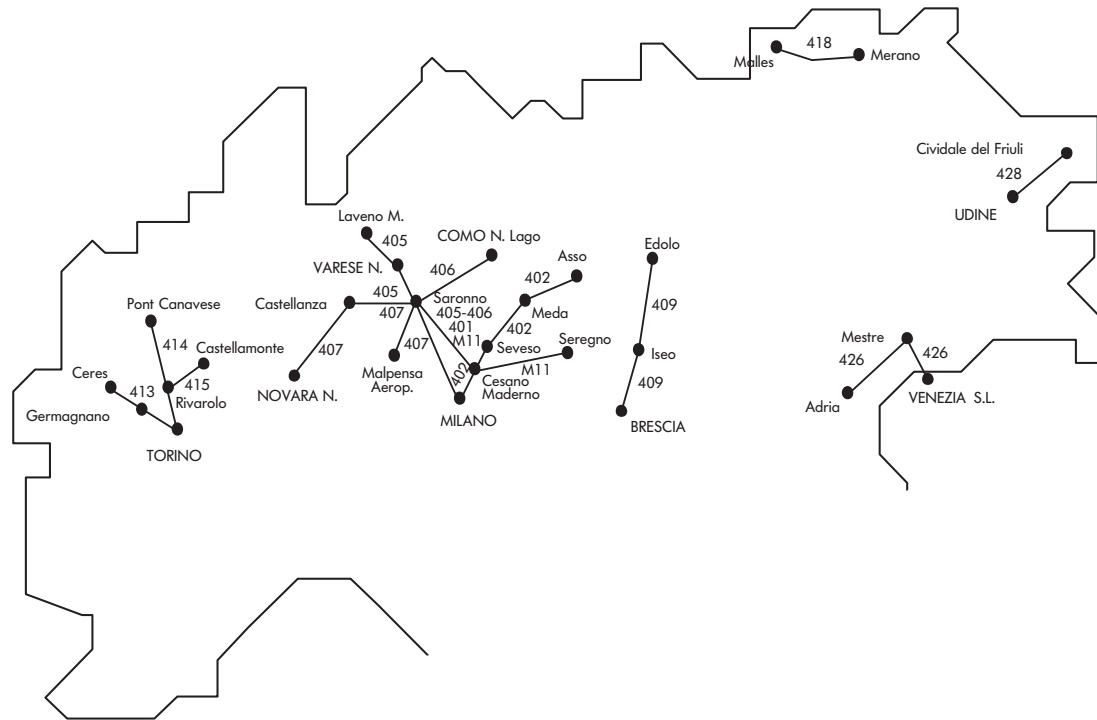 418
Malles
Merano
Cividale del Friuli
428
UDINE
Laveno M.
405
COMO N. Lago
VARESE N.
406
Edolo
Asso
402
Pont Canavese
Castellanza
405
407
Saronno
405-406
401
M11
Meda
402
409
414
Castellamonte
407
407
Seveso
Seregno
M11
Iseo
Mestre
426
426
Ceres
413
415
Rivarolo
Malpensa
Aerop.
402
Cesano
Maderno
409
Germagnano
NOVARA N.
MILANO
BRESCIA
Adria
VENEZIA S.L.
TORINO